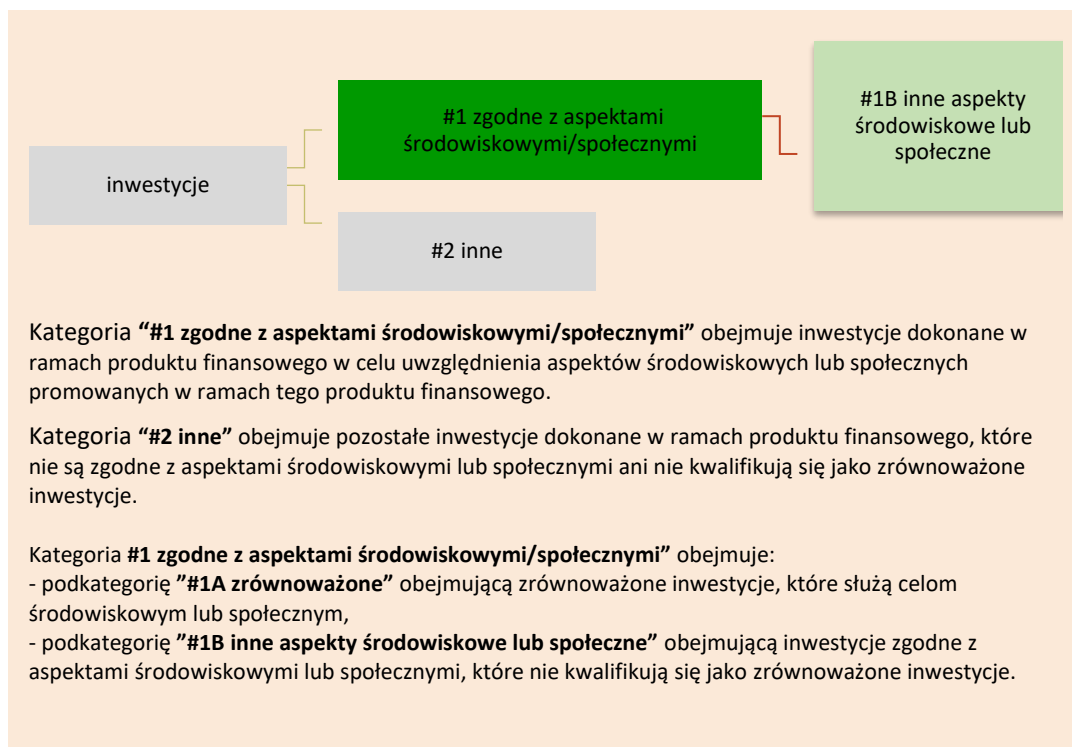 #1 zgodne z aspektami
środowiskowymi/społecznymi
#1B inne aspekty
środowiskowe lub
społeczne
inwestycje
#2 inne
Kategoria “#1 zgodne z aspektami środowiskowymi/społecznymi” obejmuje inwestycje dokonane w
ramach produktu finansowego w celu uwzględnienia aspektów środowiskowych lub społecznych
promowanych w ramach tego produktu finansowego.
Kategoria “#2 inne” obejmuje pozostałe inwestycje dokonane w ramach produktu finansowego, które
nie są zgodne z aspektami środowiskowymi lub społecznymi ani nie kwalifikują się jako zrównoważone
inwestycje.
Kategoria #1 zgodne z aspektami środowiskowymi/społecznymi” obejmuje:
- podkategorię ”#1A zrównoważone” obejmującą zrównoważone inwestycje, które służą celom
środowiskowym lub społecznym,
- podkategorię ”#1B inne aspekty środowiskowe lub społeczne” obejmującą inwestycje zgodne z
aspektami środowiskowymi lub społecznymi, które nie kwalifikują się jako zrównoważone inwestycje.